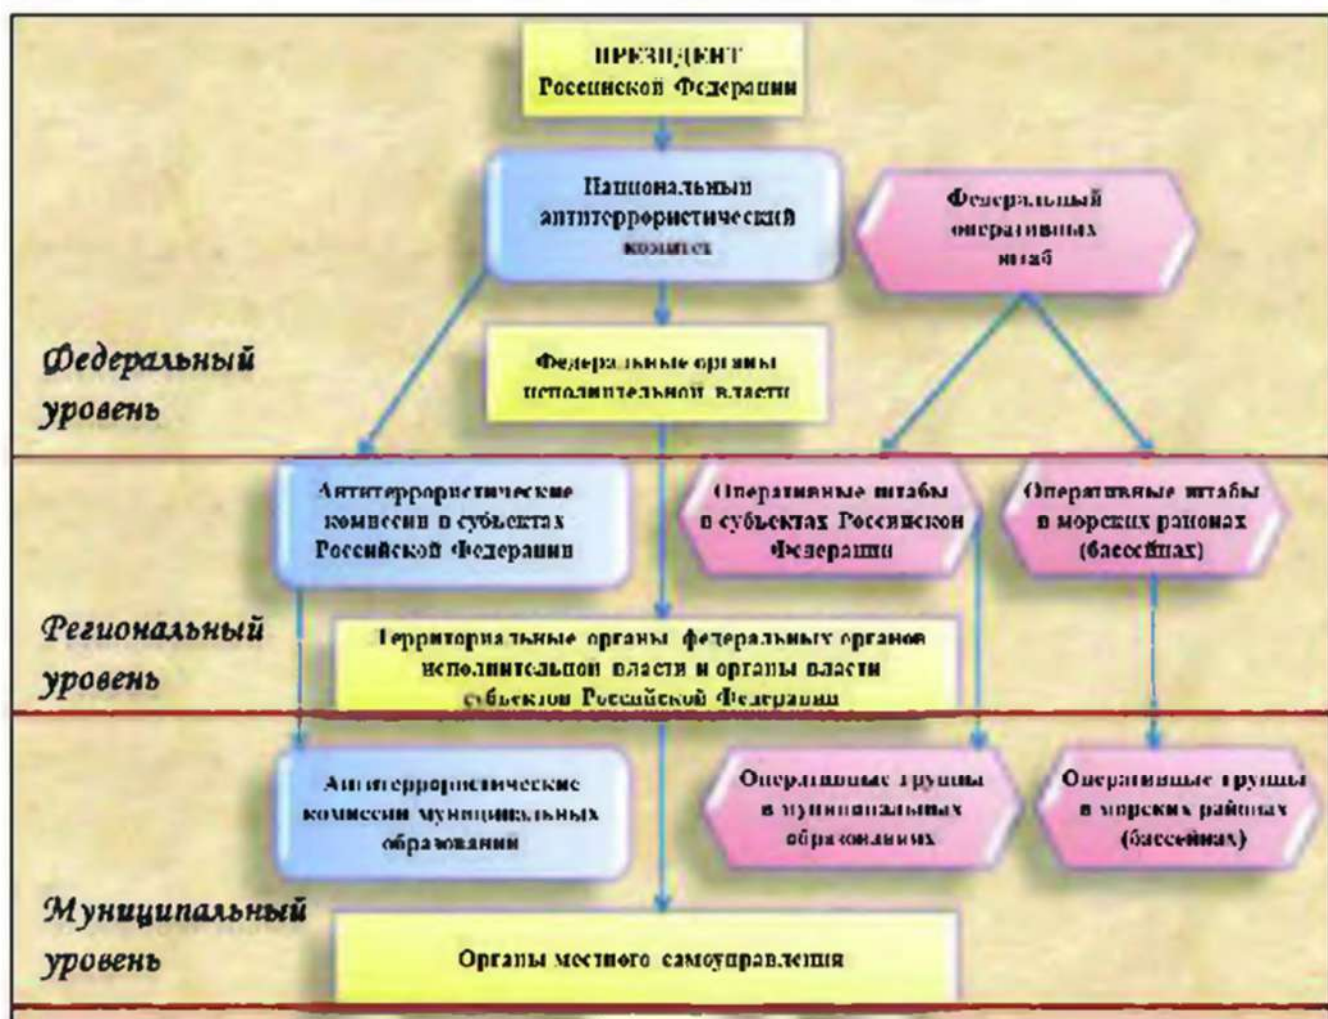 ПРЕЗИДЕНТ
Российской Федерации
Национальный
антитеррористический
комитет
Федеральный
оперативных
штаб
Федеральный
уровень
Федеральные органы
исполнительной власти
Антитеррористические
комиссии в субъектах
Российской Федерации
Оперативные штабы
в субъектах Российской
Федерации
Оперативные штабы
в морских районах
(бассейнах)
Региональный
уровень
Территориальные органы федеральных органов
исполнительной власти и органы власти
субъектов Российской Федерации
Антитеррористические
комиссии муниципальных
образований
Оперативные группы
в муниципальных
образованиях
Оперативные группы
в морских районах
(бассейнах)
Муниципальный
уровень
Органы местного самоуправления